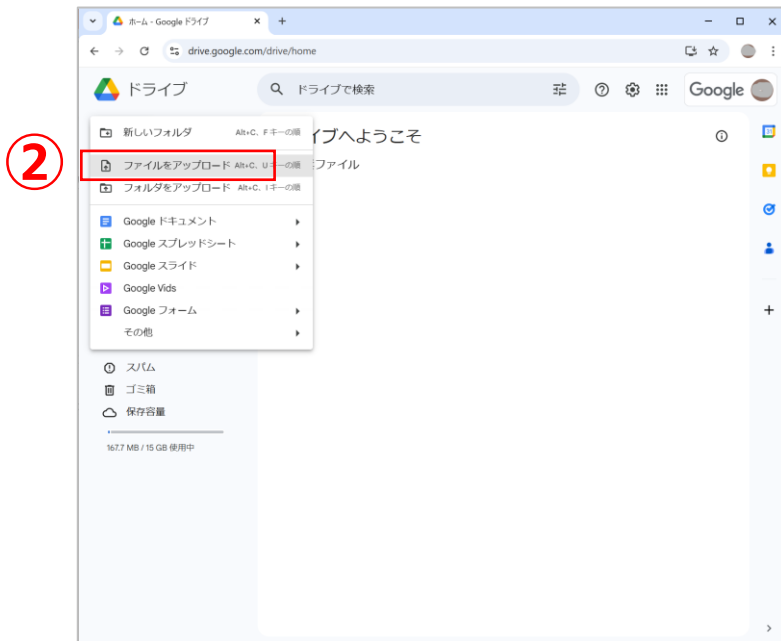 ホーム - Google ドライブ
drive.google.com/drive/home
ドライブ
ドライブで検索
Google
新しいフォルダ Alt+C、F キーの順
イブへようこそ
②
ファイルをアップロード Alt+C、U キーの順
ファイル
フォルダをアップロード Alt+C、I キーの順
Google ドキュメント
Google スプレッドシート
Google スライド
Google Vids
Google フォーム
その他
スパム
ゴミ箱
保存容量
167.7 MB / 15 GB 使用中